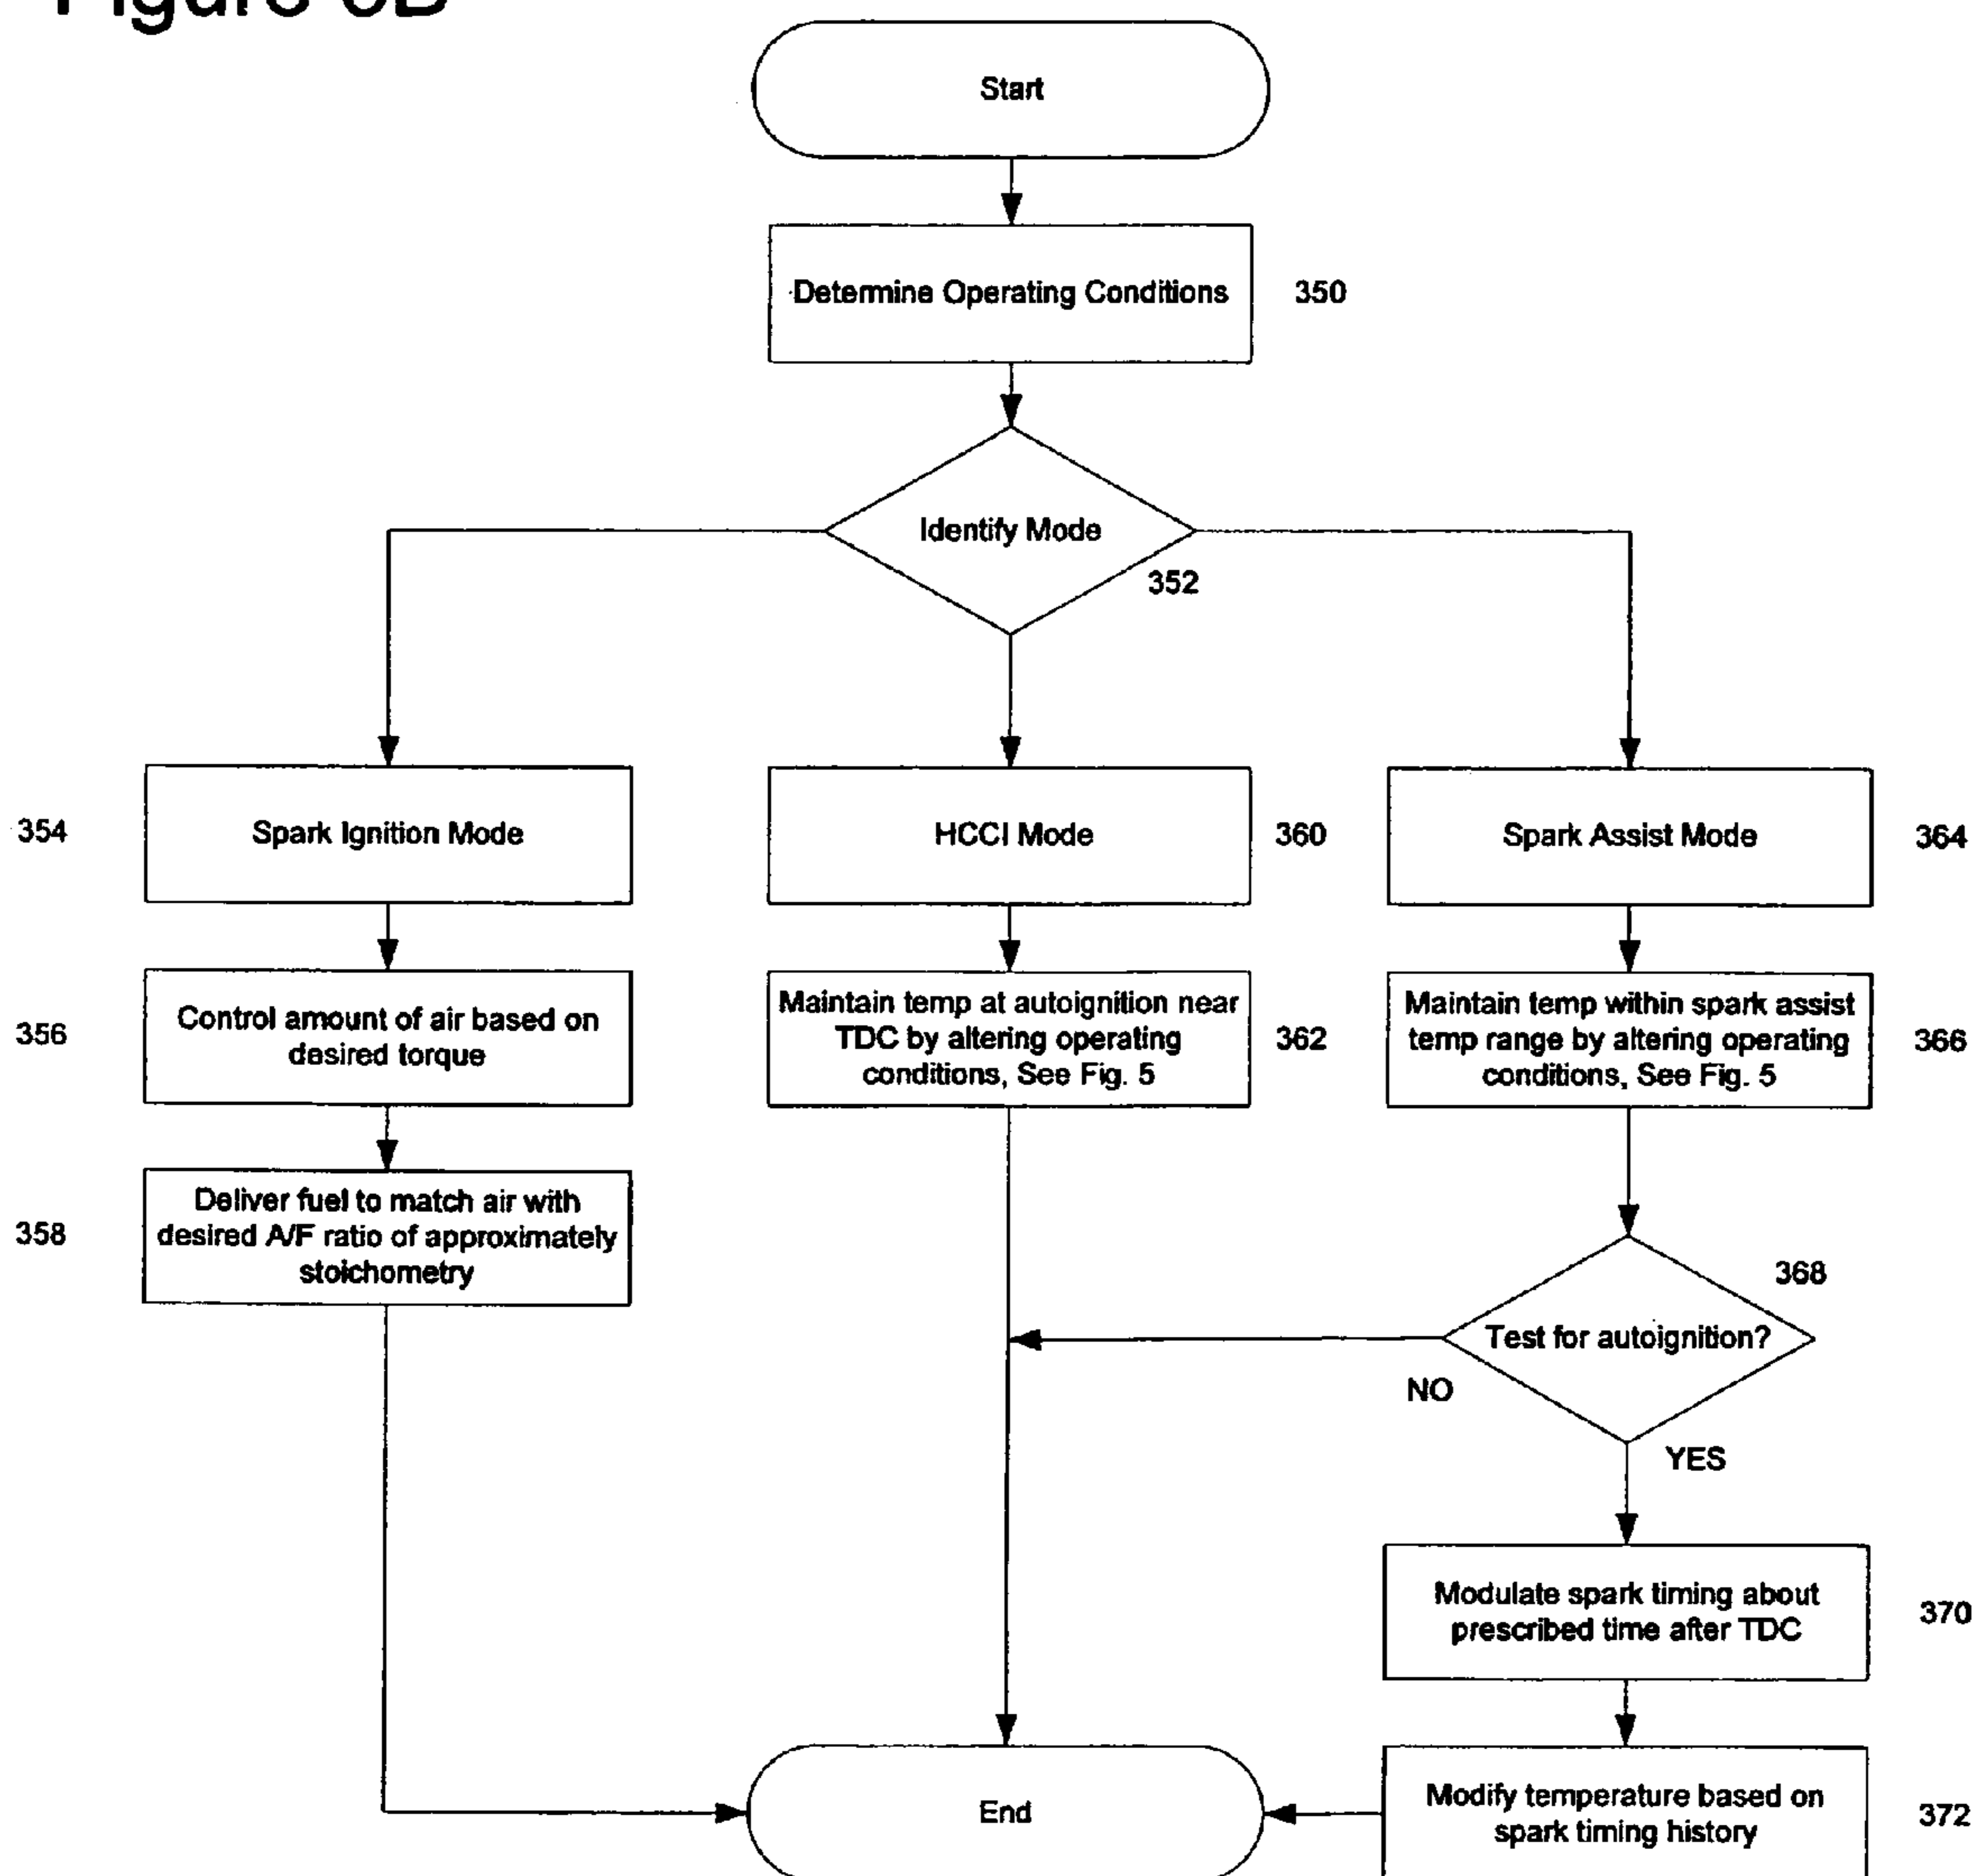 Figure 3B
Start
Determine Operating Conditions
350
Identify Mode
352
354
Spark Ignition Mode
HCCI Mode
360
Spark Assist Mode
364
356
Control amount of air based on
desired torque
Maintain temp at autoignition near
TDC by altering operating
conditions, See Fig. 5
362
Maintain temp within spark assist
temp range by altering operating
conditions, See Fig. 5
366
358
Deliver fuel to match air with
desired A/F ratio of approximately
stoichometry
368
Test for autoignition?
NO
YES
Modulate spark timing about
prescribed time after TDC
370
End
Modify temperature based on
spark timing history
372